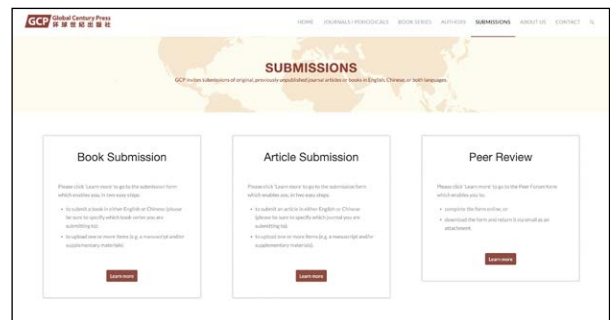 GCP Global Century Press
环球世纪出版社
HOME JOURNALS / PERIODICALS BOOK SERIES AUTHORS SUBMISSIONS ABOUT US CONTACT
SUBMISSIONS
GCP invites submissions of original, previously unpublished journal articles or books in English, Chinese, or both languages.
Book Submission
Please click 'Learn more' to go to the submission form
which enables you, in two easy steps:
to submit a book in either English or Chinese (please
be sure to specify which book series you are
submitting to);
to upload one or more items (e.g. a manuscript and/or
supplementary materials).
Learn more
Article Submission
Please click 'Learn more' to go to the submission form
which enables you, in two easy steps:
to submit an article in either English or Chinese
(please be sure to specify which journal you are
submitting to);
to upload one or more items (e.g. a manuscript and/or
supplementary materials).
Learn more
Peer Review
Please click 'Learn more' to go to the Peer Forum form
which enables you to:
complete the form online, or
download the form and return it via email as an
attachment.
Learn more